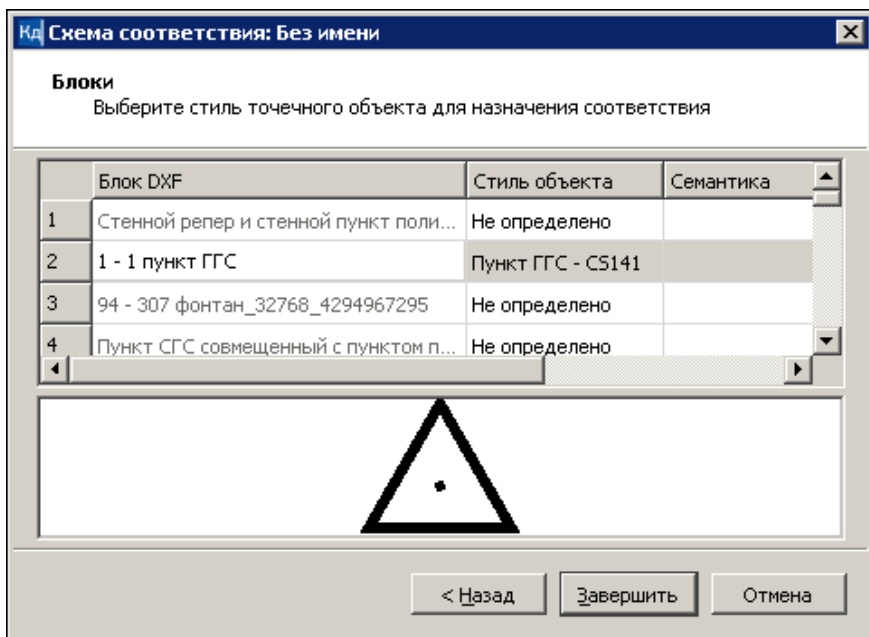 Кд Схема соответствия: Без имени
Блоки
Выберите стиль точечного объекта для назначения соответствия
Блок DXF Стиль объекта Семантика
1 Стенной репер и стенной пункт поли... Не определено
2 1 - 1 пункт ГГС Пункт ГГС - CS141
3 94 - 307 фонтан_32768_4294967295 Не определено
4 Пункт СГС совмещенный с пунктом п... Не определено
< Назад Завершить Отмена